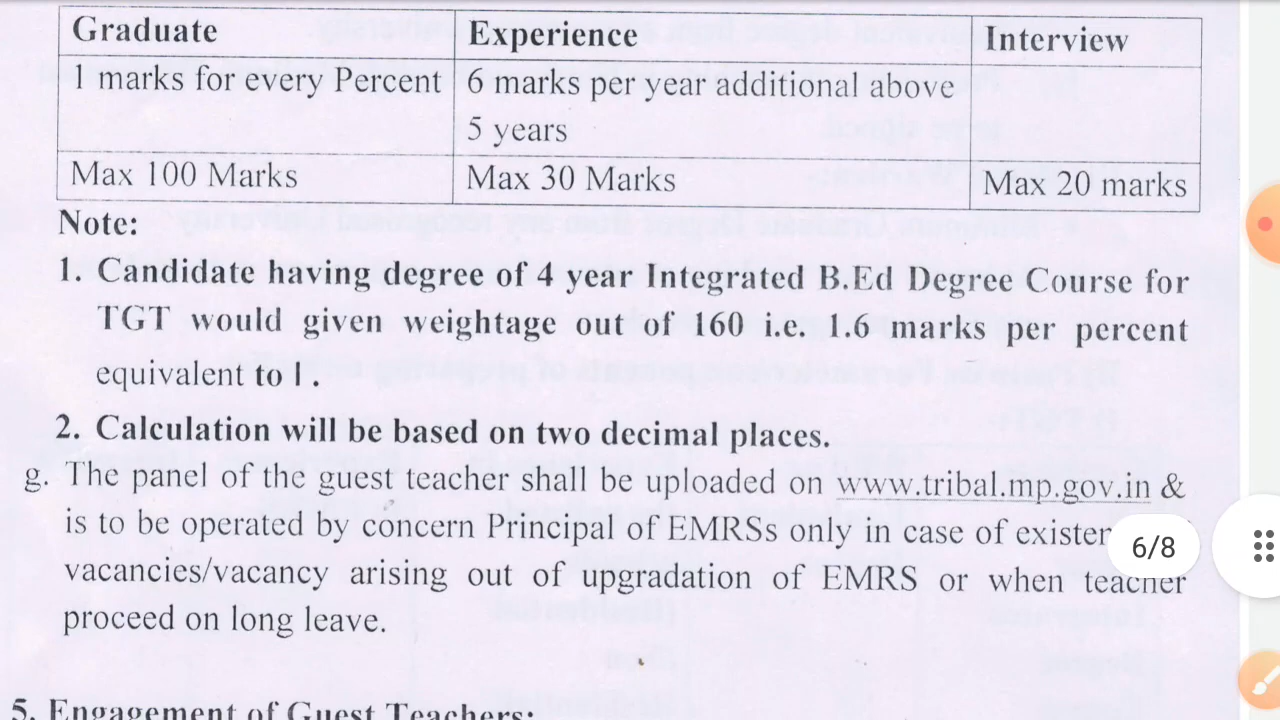 Graduate Experience Interview
1 marks for every Percent 6 marks per year additional above
5 years
Max 100 Marks Max 30 Marks Max 20 marks
Note:
1. Candidate having degree of 4 year Integrated B.Ed Degree Course for
TGT would given weightage out of 160 i.e. 1.6 marks per percent
equivalent to 1 .
2. Calculation will be based on two decimal places.
g. The panel of the guest teacher shall be uploaded on www.tribal.mp.gov.in &
is to be operated by concern Principal of EMRSs only in case of
6/8
vacancies/vacancy arising out of upgradation of EMRS or when teacher
proceed on long leave.
5. Engagement of Guest Teachers: